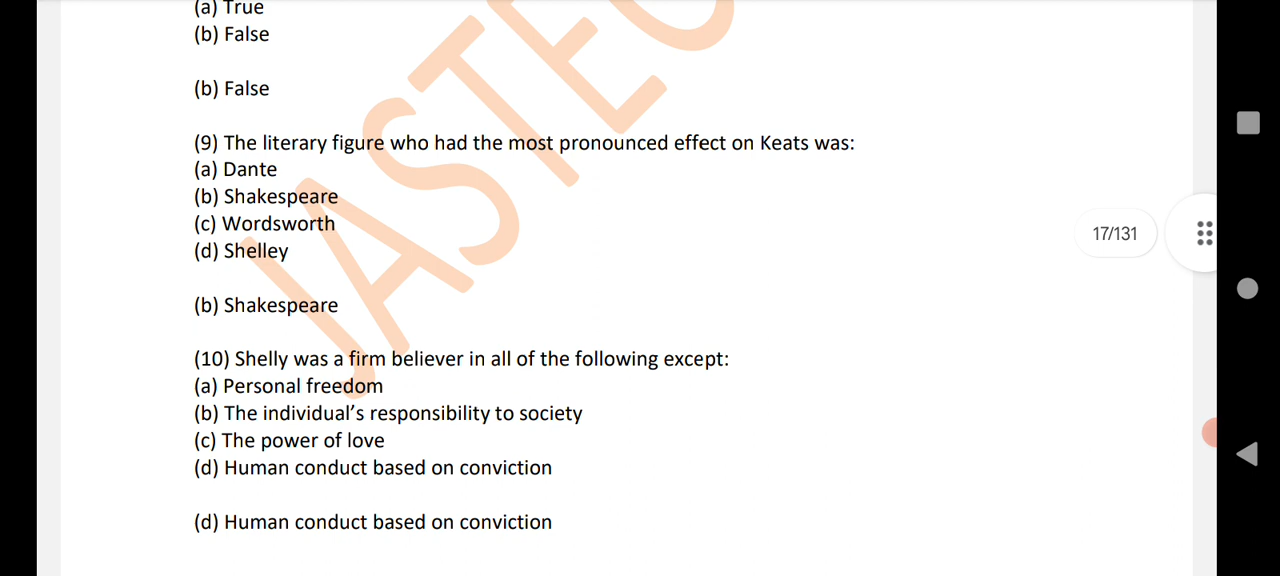 (a) True
(b) False
(b) False
(9) The literary figure who had the most pronounced effect on Keats was:
(a) Dante
(b) Shakespeare
(c) Wordsworth
(d) Shelley
(b) Shakespeare
(10) Shelly was a firm believer in all of the following except:
(a) Personal freedom
(b) The individual’s responsibility to society
(c) The power of love
(d) Human conduct based on conviction
(d) Human conduct based on conviction
17/131